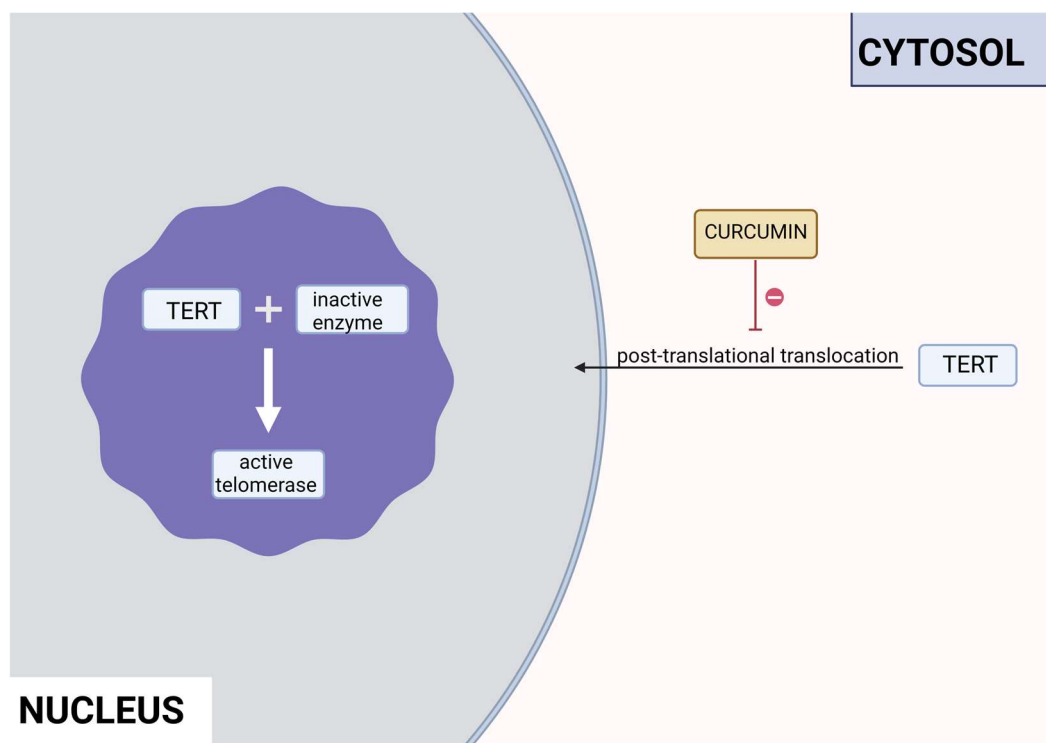 CYTOSOL
CURCUMIN
post-translational translocation
TERT
TERT
+
inactive
enzyme
active
telomerase
NUCLEUS